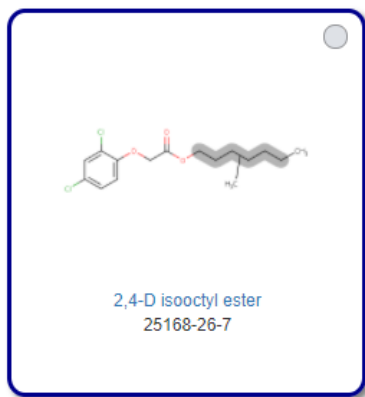 Cl
O
O
O
CH₃
Cl
H₃C
2,4-D isooctyl ester
25168-26-7